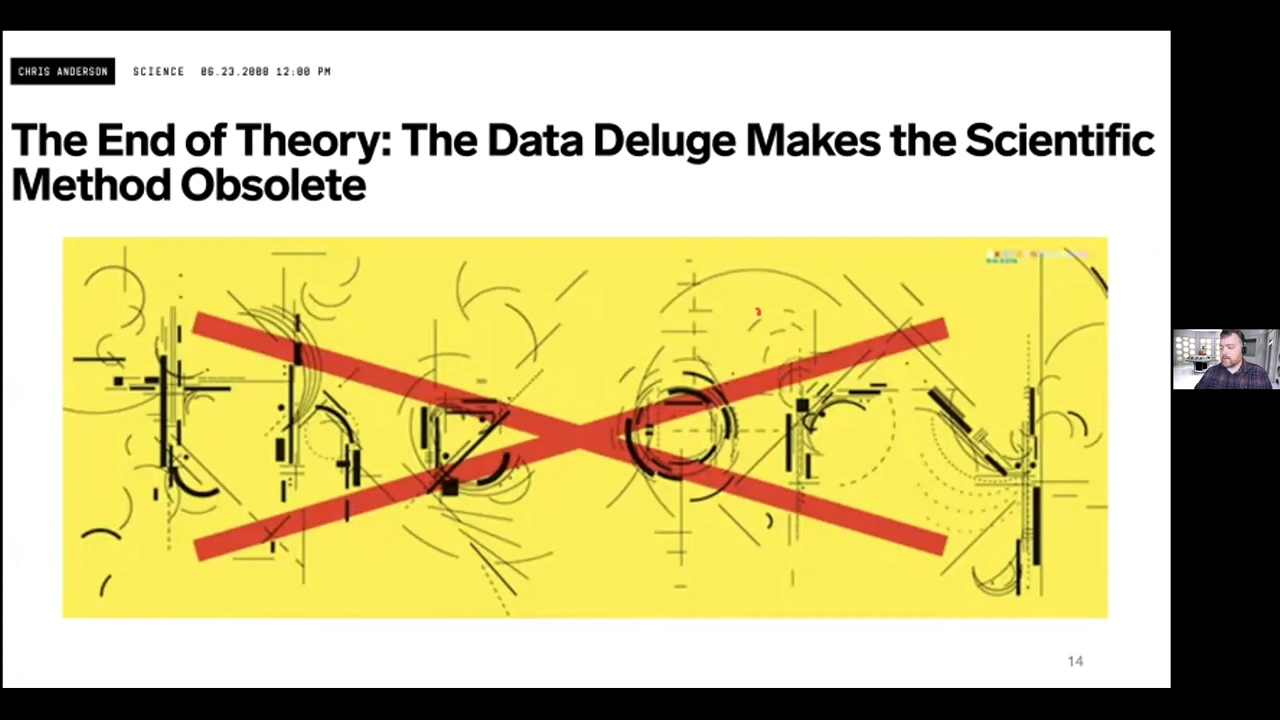 CHRIS ANDERSON SCIENCE 06.23.2008 12:00 PM
The End of Theory: The Data Deluge Makes the Scientific
Method Obsolete
theory
14